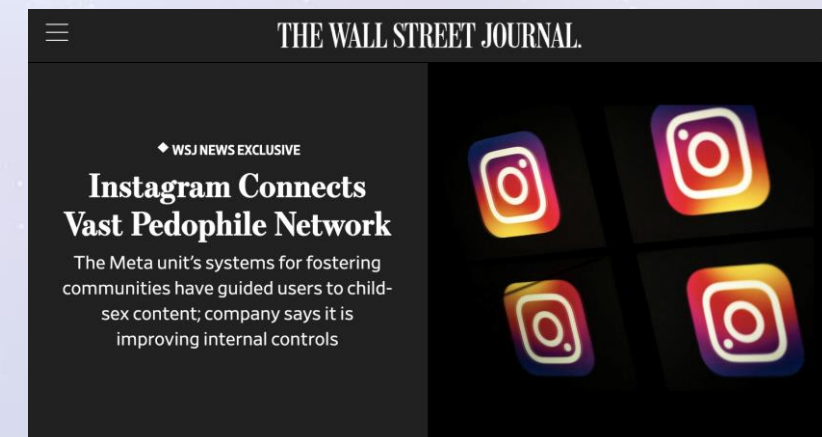 THE WALL STREET JOURNAL.
WSJ NEWS EXCLUSIVE
Instagram Connects
Vast Pedophile Network
The Meta unit's systems for fostering
communities have guided users to child-
sex content; company says it is
improving internal controls